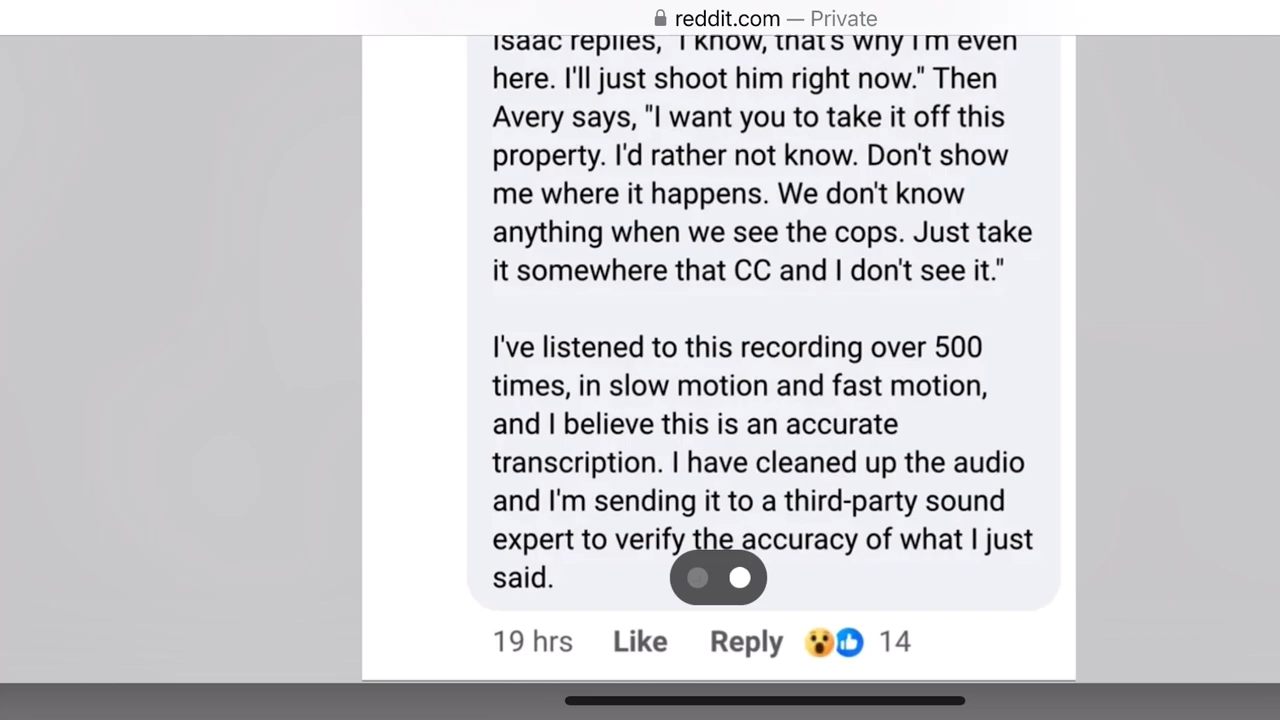 reddit.com — Private
Isaac replies, "I know, that's why I'm even
here. I'll just shoot him right now." Then
Avery says, "I want you to take it off this
property. I'd rather not know. Don't show
me where it happens. We don't know
anything when we see the cops. Just take
it somewhere that CC and I don't see it."
I've listened to this recording over 500
times, in slow motion and fast motion,
and I believe this is an accurate
transcription. I have cleaned up the audio
and I'm sending it to a third-party sound
expert to verify the accuracy of what I just
said.
19 hrs Like Reply 14